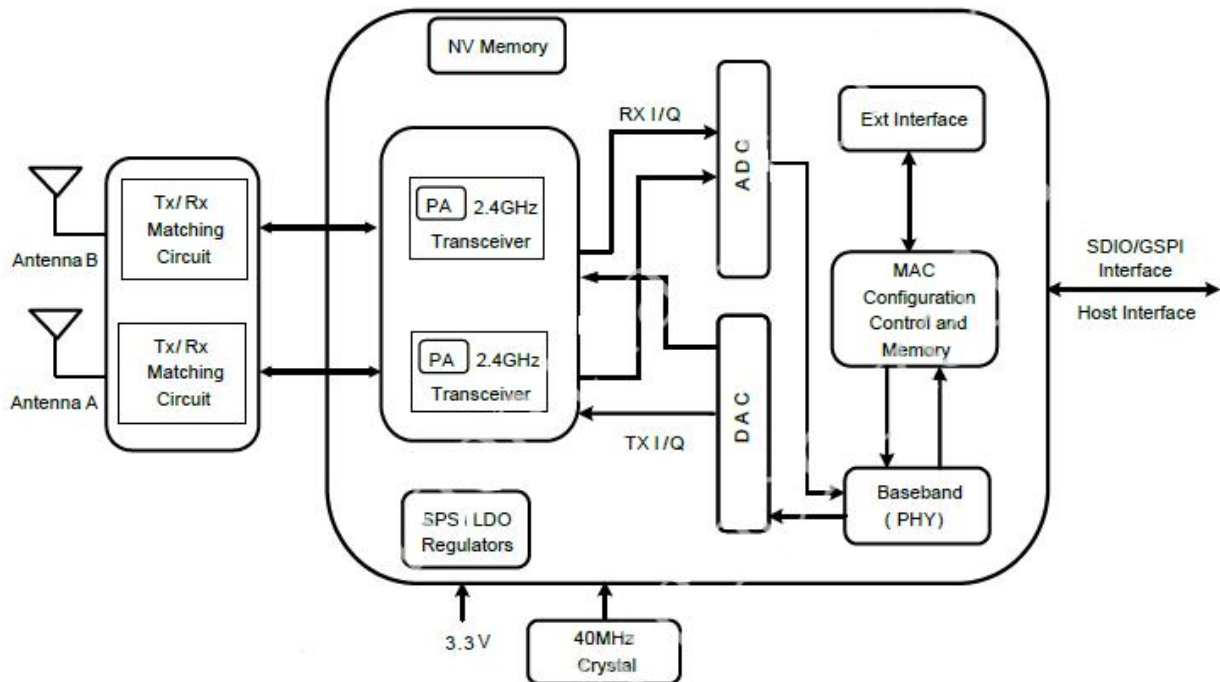 NV Memory
RX I/Q
ADC
Ext Interface
Tx/Rx
Matching
Circuit
PA 2.4GHz
Transceiver
Antenna B
MAC
Configuration
Control and
Memory
SDIO/GSPI
Interface
Host Interface
Tx/Rx
Matching
Circuit
PA 2.4GHz
Transceiver
Antenna A
DAC
TX I/Q
Baseband
(PHY)
SPS LDO
Regulators
3.3V
40MHz
Crystal